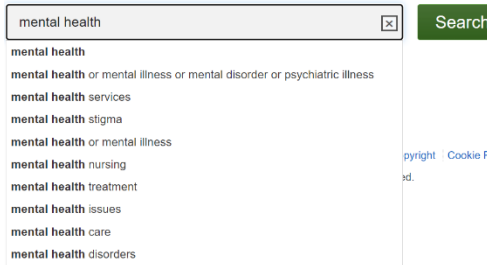 mental health
Search
mental health
mental health or mental illness or mental disorder or psychiatric illness
mental health services
mental health stigma
mental health or mental illness
mental health nursing
Cookie
mental health treatment
mental health issues
mental health care
mental health disorders